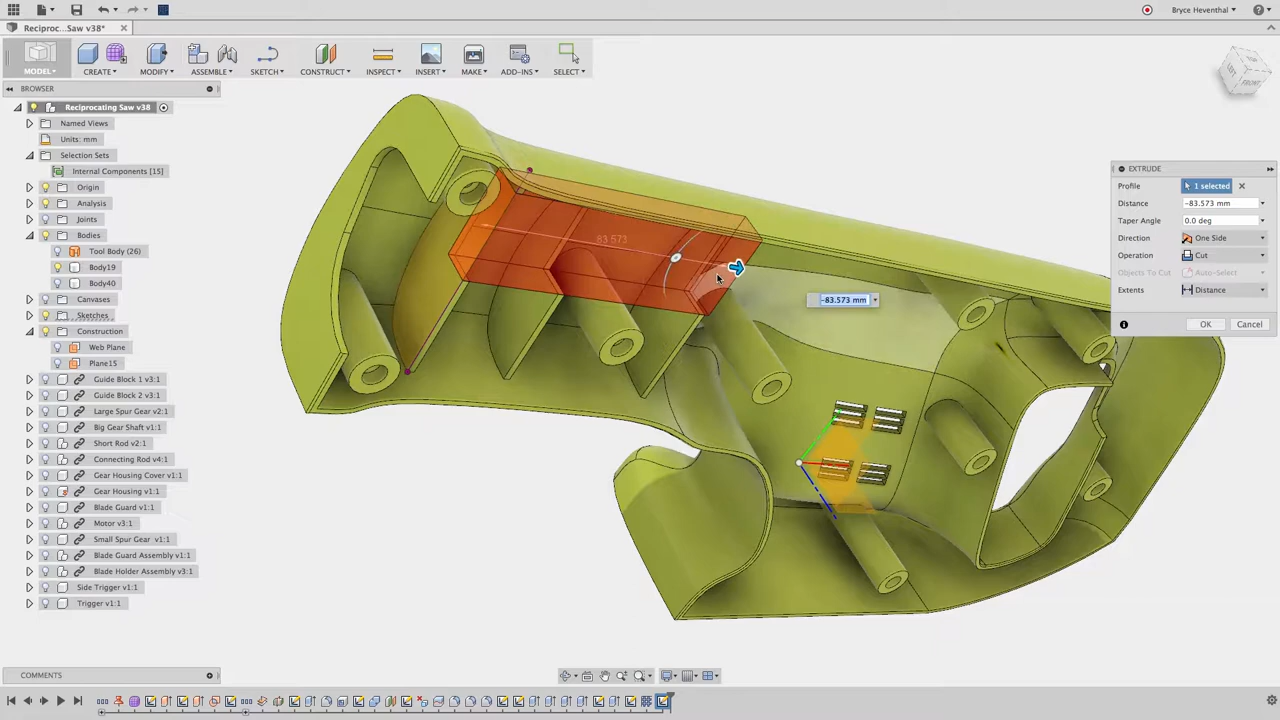 Bryce Heventhal
Reciproc...Saw v38*
MODEL
CREATE
MODIFY
ASSEMBLE
SKETCH
CONSTRUCT
INSPECT
INSERT
MAKE
ADD-INS
SELECT
TOP
LEFT
FRONT
BROWSER
Reciprocating Saw v38
Named Views
Units: mm
Selection Sets
Internal Components [15]
Origin
Analysis
Joints
Bodies
Tool Body (26)
Body19
Body40
Canvases
Sketches
Construction
Web Plane
Plane15
Guide Block 1 v3:1
Guide Block 2 v3:1
Large Spur Gear v2:1
Big Gear Shaft v1:1
Short Rod v2:1
Connecting Rod v4:1
Gear Housing Cover v1:1
Gear Housing v1:1
Blade Guard v1:1
Motor v3:1
Small Spur Gear v1:1
Blade Guard Assembly v1:1
Blade Holder Assembly v3:1
Side Trigger v1:1
Trigger v1:1
83.573
-83.573 mm
EXTRUDE
Profile 1 selected
Distance -83.573 mm
Taper Angle 0.0 deg
Direction One Side
Operation Cut
Objects To Cut Auto-Select
Extents Distance
OK Cancel
COMMENTS